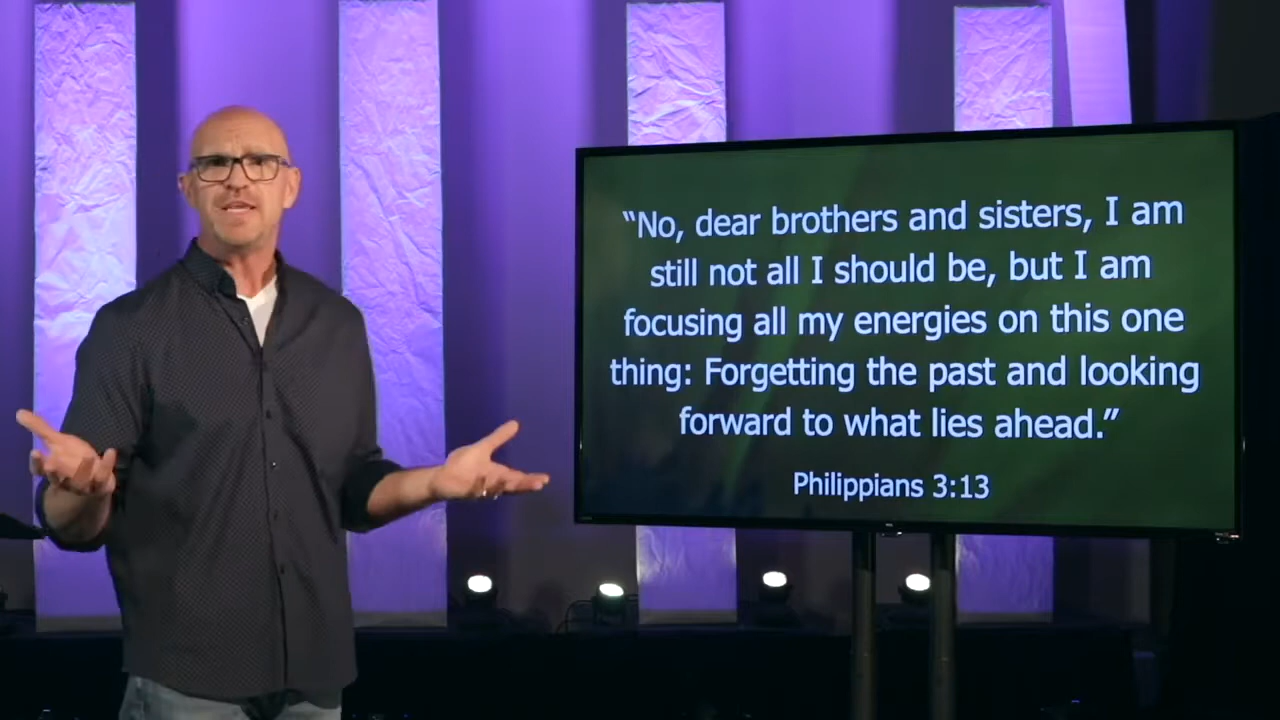 “No, dear brothers and sisters, I am
still not all I should be, but I am
focusing all my energies on this one
thing: Forgetting the past and looking
forward to what lies ahead.”
Philippians 3:13